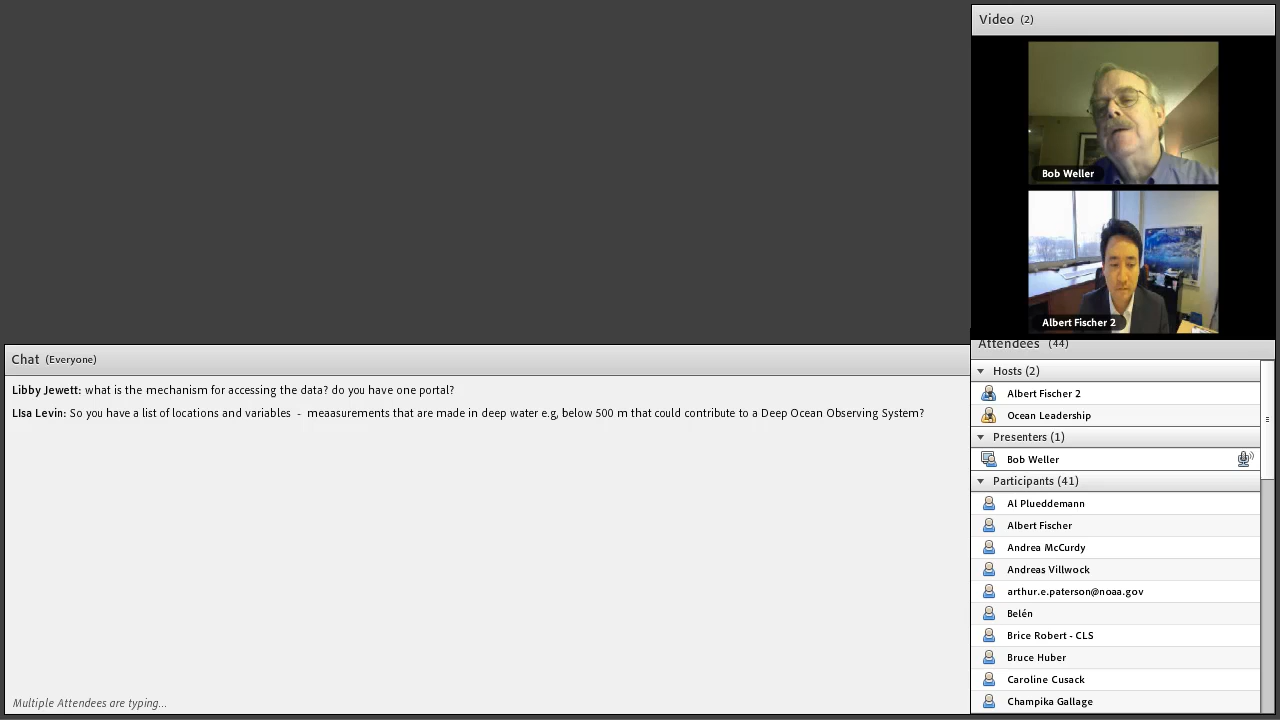 Video (2)
Bob Weller
Albert Fischer 2
Chat (Everyone)
Libby Jewett: what is the mechanism for accessing the data? do you have one portal?
LIsa Levin: So you have a list of locations and variables - meaasurements that are made in deep water e.g, below 500 m that could contribute to a Deep Ocean Observing System?
Multiple Attendees are typing...
Attendees (44)
Hosts (2)
Albert Fischer 2
Ocean Leadership
Presenters (1)
Bob Weller
Participants (41)
Al Plueddemann
Albert Fischer
Andrea McCurdy
Andreas Villwock
arthur.e.paterson@noaa.gov
Belén
Brice Robert - CLS
Bruce Huber
Caroline Cusack
Champika Gallage